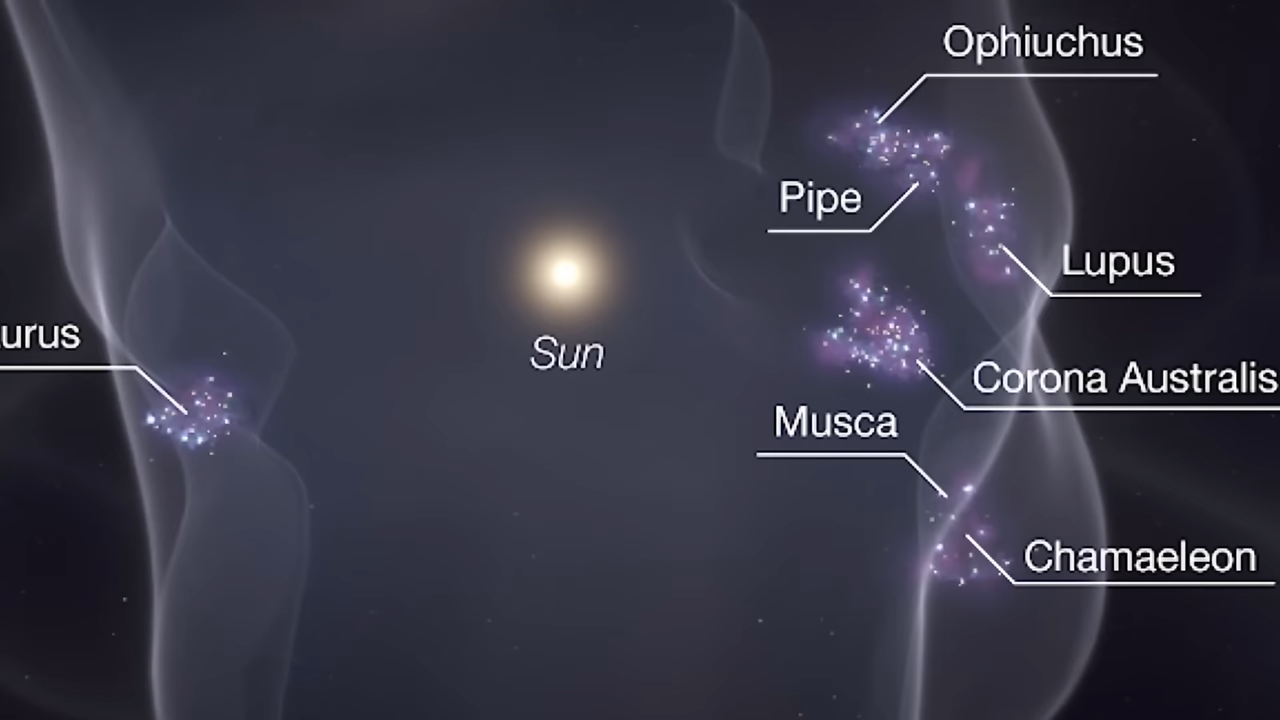 Ophiuchus
Pipe
Lupus
urus
Sun
Corona Australis
Musca
Chamaeleon